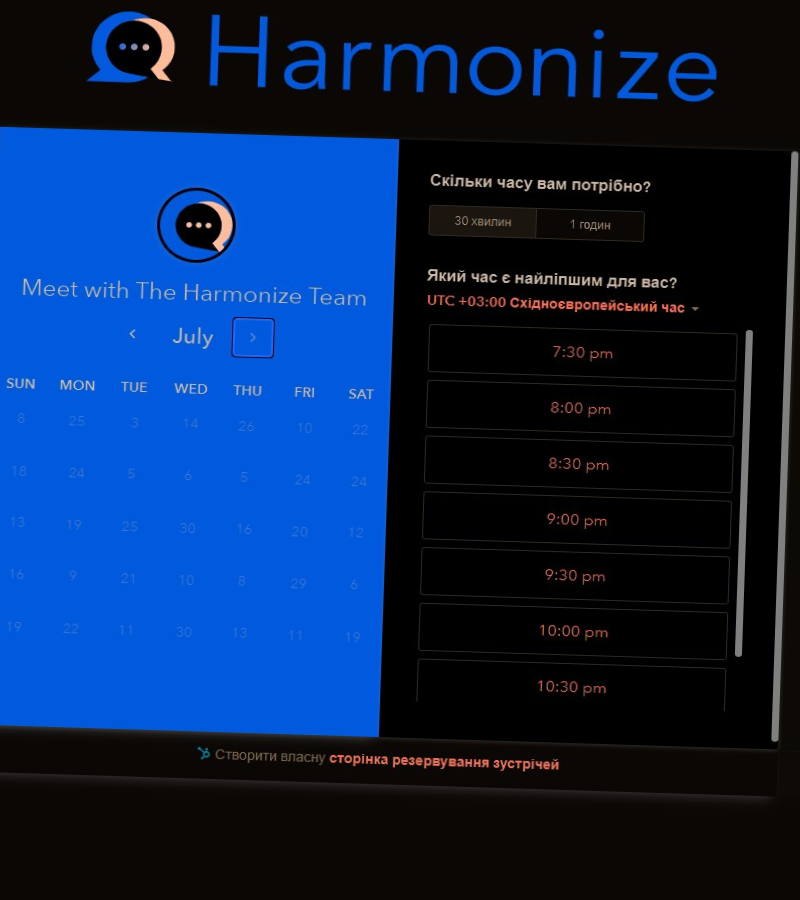 Harmonize
Meet with The Harmonize Team
July
SUN MON TUE WED THU FRI SAT
8 25 3 14 26 10 22
18 24 5 6 5 24 24
13 19 25 30 16 20 12
16 9 21 10 8 29 6
19 22 11 30 13 11 19
Скільки часу вам потрібно?
30 хвилин 1 годин
Який час є найліпшим для вас?
UTC +03:00 Східноєвропейський час
7:30 pm
8:00 pm
8:30 pm
9:00 pm
9:30 pm
10:00 pm
10:30 pm
Створити власну сторінка резервування зустрічей